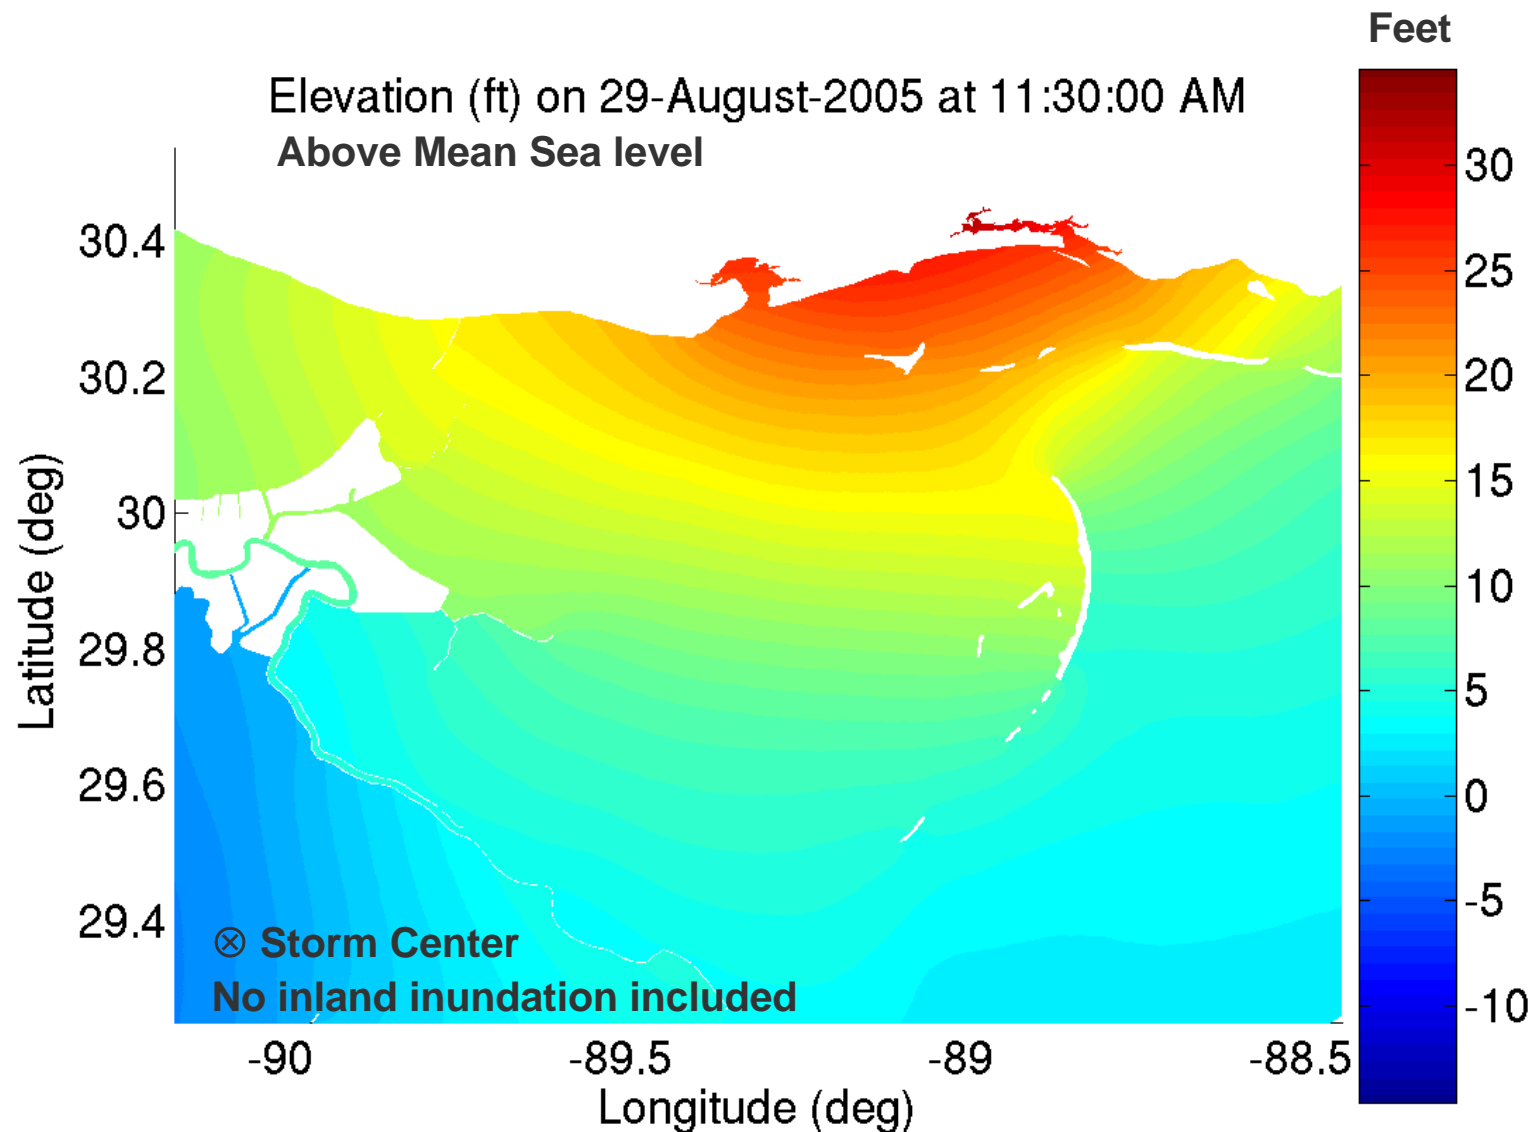 Feet
Elevation (ft) on 29-August-2005 at 11:30:00 AM
Above Mean Sea level
30.4
30.2
30
29.8
29.6
29.4
Latitude (deg)
⊗ Storm Center
No inland inundation included
-90
-89.5
-89
-88.5
Longitude (deg)
30
25
20
15
10
5
0
-5
-10